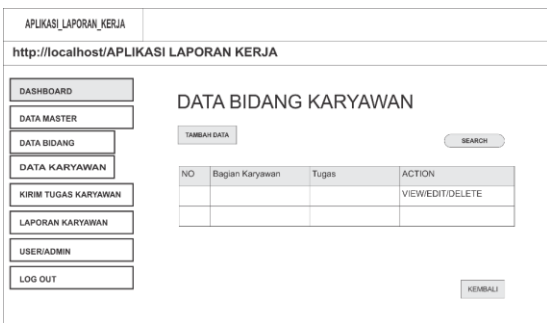 APLIKASI_LAPORAN_KERJA
http://localhost/APLIKASI LAPORAN KERJA
DASHBOARD
DATA MASTER
DATA BIDANG
DATA KARYAWAN
KIRIM TUGAS KARYAWAN
LAPORAN KARYAWAN
USER/ADMIN
LOG OUT
DATA BIDANG KARYAWAN
TAMBAH DATA
SEARCH
NO Bagian Karyawan Tugas ACTION
VIEW/EDIT/DELETE
KEMBALI